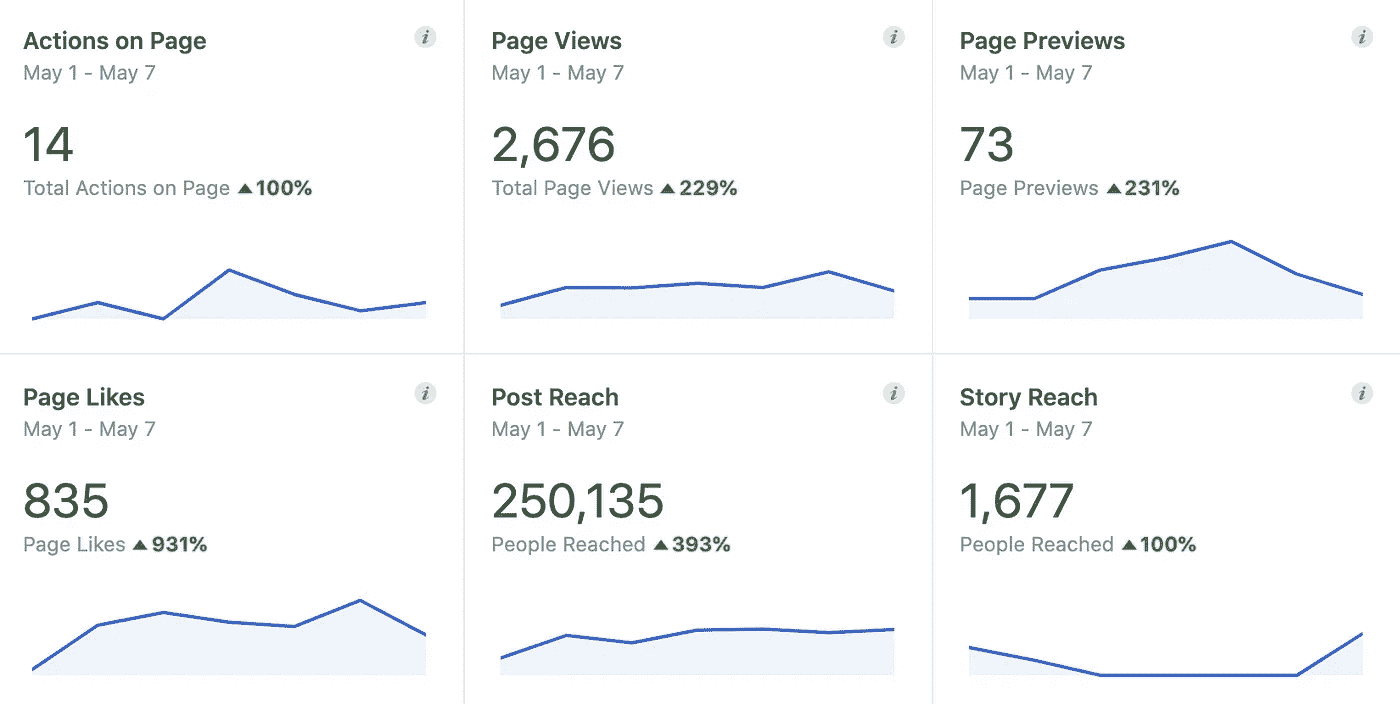 Actions on Page
May 1 - May 7
14
Total Actions on Page ▲100%
Page Views
May 1 - May 7
2,676
Total Page Views ▲229%
Page Previews
May 1 - May 7
73
Page Previews ▲231%
Page Likes
May 1 - May 7
835
Page Likes ▲931%
Post Reach
May 1 - May 7
250,135
People Reached ▲393%
Story Reach
May 1 - May 7
1,677
People Reached ▲100%